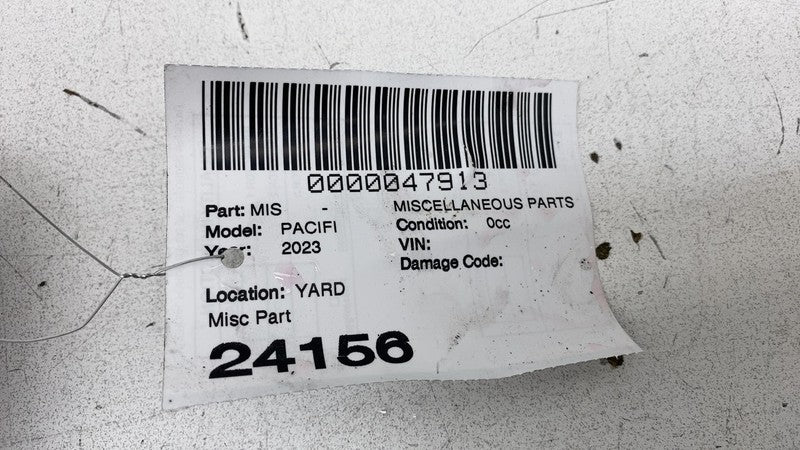 0000047913
Part: MIS - MISCELLANEOUS PARTS
Model: PACIFI Condition: 0cc
Year: 2023 VIN:
Damage Code:
Location: YARD
Misc Part
24156